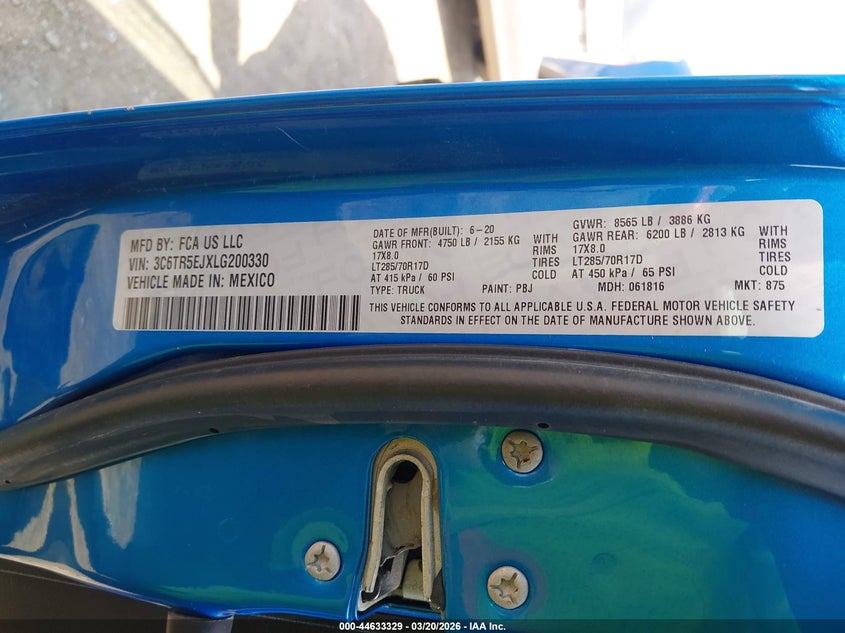 MFD BY: FCA US LLC
VIN: 3C6TR5EJXLG200330
VEHICLE MADE IN: MEXICO
DATE OF MFR(BUILT): 6-20
GAWR FRONT: 4750 LB / 2155 KG WITH
17X8.0 RIMS
LT285/70R17D TIRES
AT 415 kPa / 60 PSI COLD
TYPE: TRUCK PAINT: PBJ
GVWR: 8565 LB / 3886 KG
GAWR REAR: 6200 LB / 2813 KG WITH
17X8.0 RIMS
LT285/70R17D TIRES
AT 450 kPa / 65 PSI COLD
MDH: 061816 MKT: 875
THIS VEHICLE CONFORMS TO ALL APPLICABLE U.S.A. FEDERAL MOTOR VEHICLE SAFETY
STANDARDS IN EFFECT ON THE DATE OF MANUFACTURE SHOWN ABOVE.
000-44633329 - 03/20/2026 - IAA Inc.